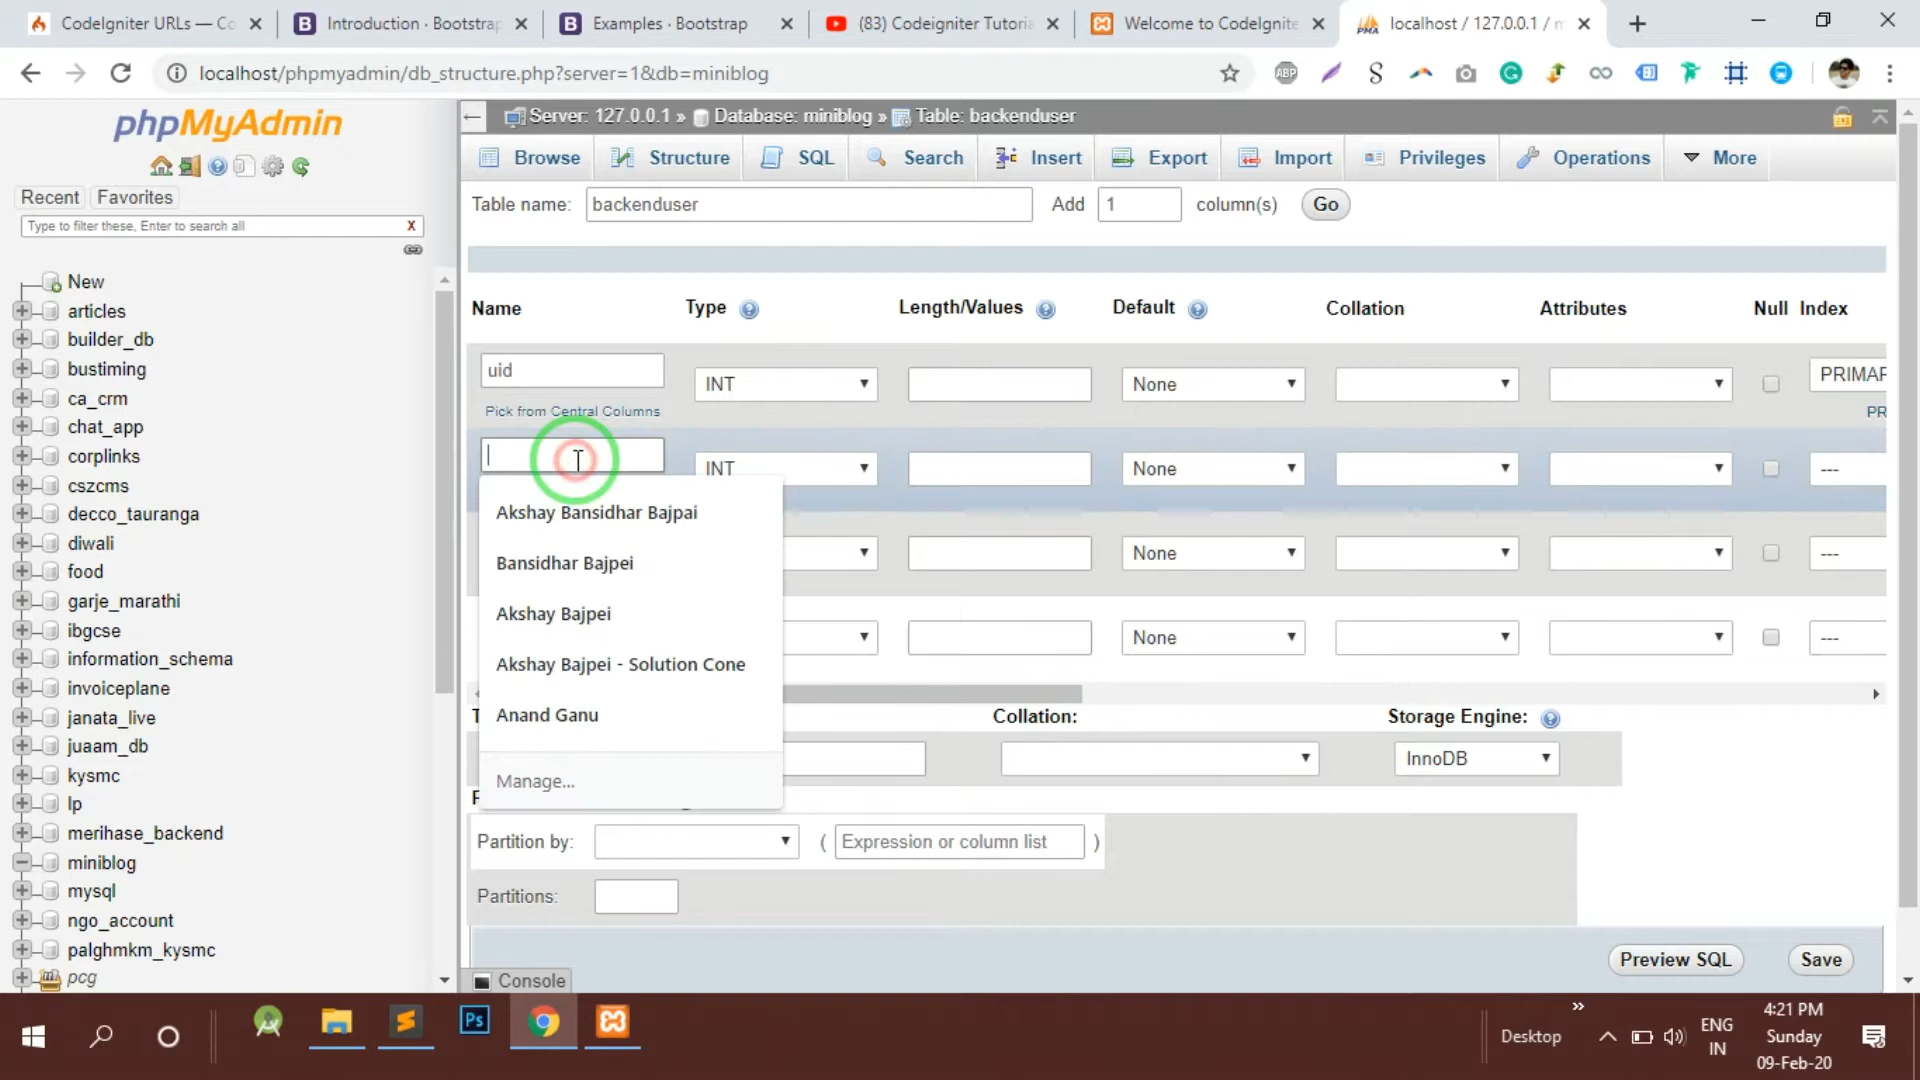 CodeIgniter URLs — Co
Introduction · Bootstrap
Examples · Bootstrap
(83) Codeigniter Tutoria
Welcome to CodeIgnite
localhost / 127.0.0.1 / m
localhost/phpmyadmin/db_structure.php?server=1&db=miniblog
phpMyAdmin
Recent
Favorites
Type to filter these, Enter to search all
X
New
articles
builder_db
bustiming
ca_crm
chat_app
corplinks
cszcms
decco_tauranga
diwali
food
garje_marathi
ibgcse
information_schema
invoiceplane
janata_live
juaam_db
kysmc
lp
merihase_backend
miniblog
mysql
ngo_account
palghmkm_kysmc
pcg
Server: 127.0.0.1 » Database: miniblog » Table: backenduser
Browse Structure SQL Search Insert Export Import Privileges Operations More
Table name: backenduser Add 1 column(s) Go
Name Type Length/Values Default Collation Attributes Null Index
uid INT None PRIMAR
Pick from Central Columns PR
INT None ---
None ---
None ---
Akshay Bansidhar Bajpai
Bansidhar Bajpei
Akshay Bajpei
Akshay Bajpei - Solution Cone
Anand Ganu
Manage...
Collation: Storage Engine:
InnoDB
Partition by: ( Expression or column list )
Partitions:
Preview SQL Save
Console
ABP
Ps
Desktop
ENG
IN
4:21 PM
Sunday
09-Feb-20